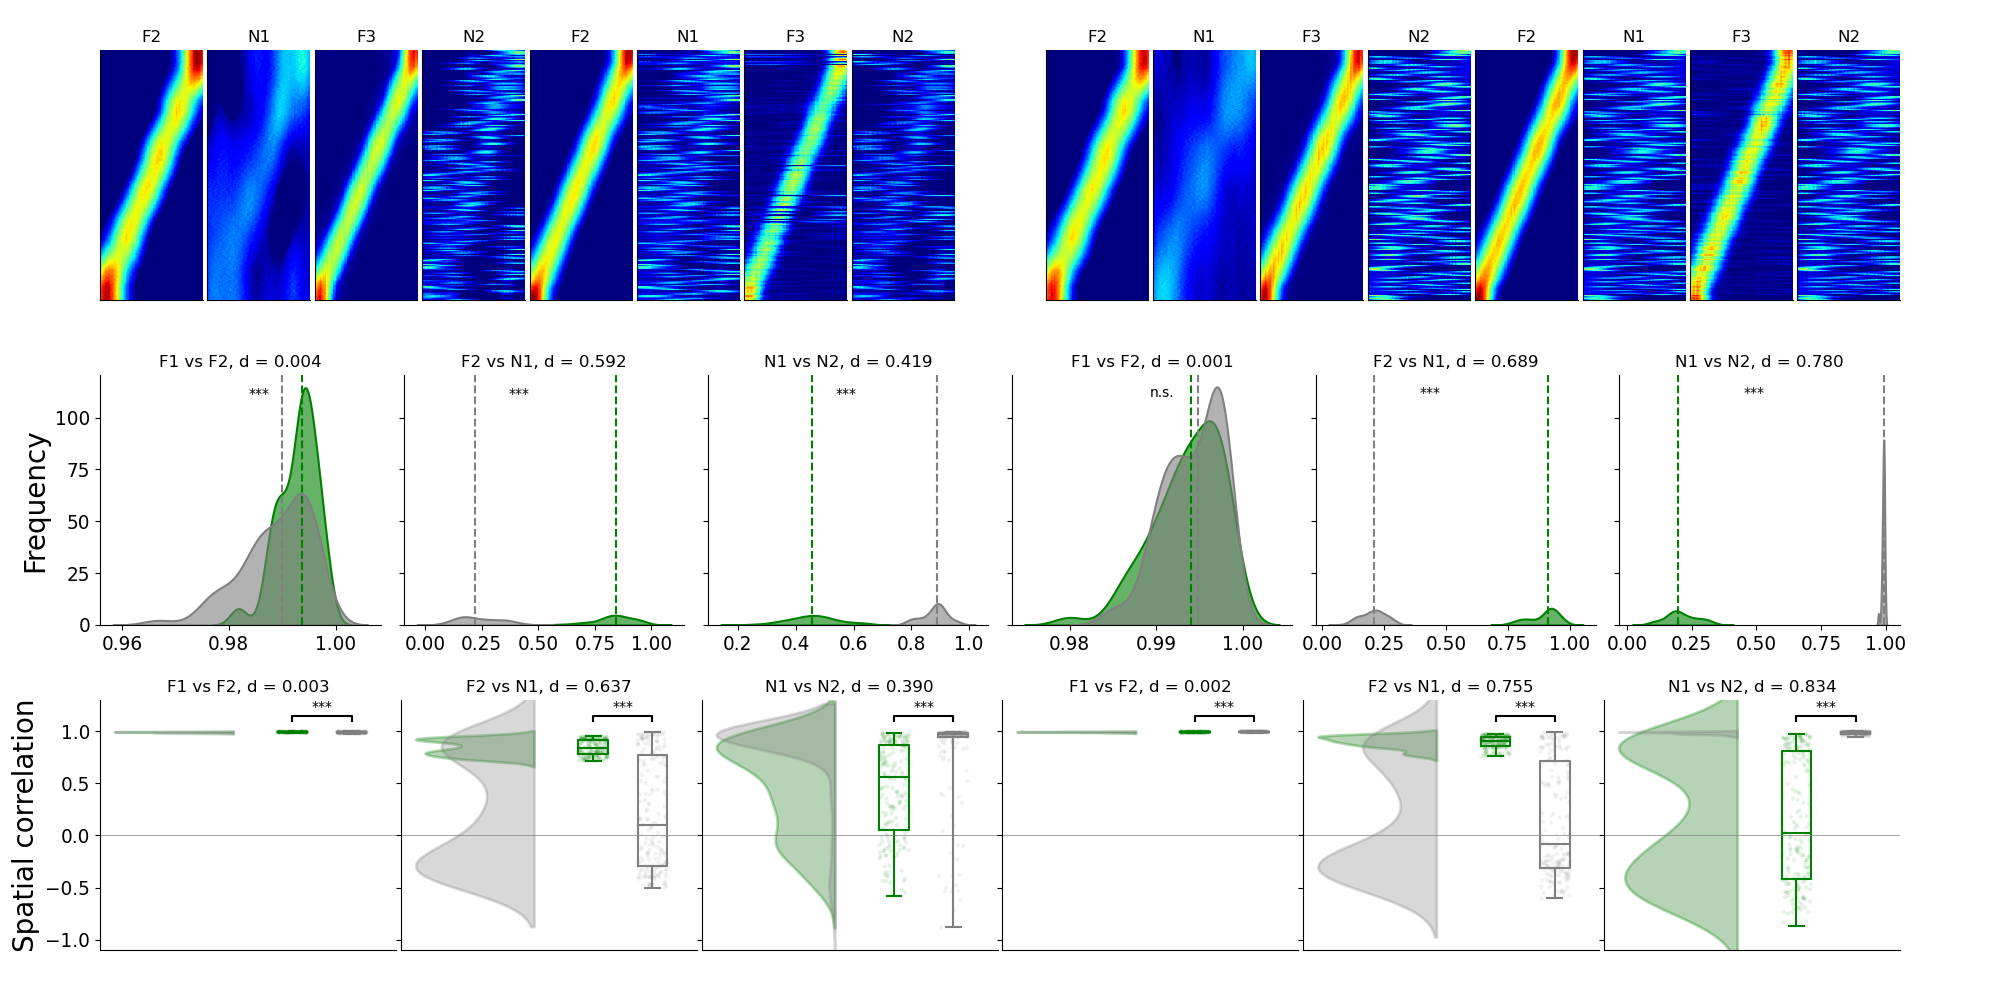 F2 N1 F3 N2 F2 N1 F3 N2 F2 N1 F3 N2 F2 N1 F3 N2
F1 vs F2, d = 0.004
F2 vs N1, d = 0.592
N1 vs N2, d = 0.419
F1 vs F2, d = 0.001
F2 vs N1, d = 0.689
N1 vs N2, d = 0.780
*** *** *** n.s. *** ***
Frequency
100
75
50
25
0
0.96 0.98 1.00
0.00 0.25 0.50 0.75 1.00
0.2 0.4 0.6 0.8 1.0
0.98 0.99 1.00
0.00 0.25 0.50 0.75 1.00
0.00 0.25 0.50 0.75 1.00
F1 vs F2, d = 0.003
F2 vs N1, d = 0.637
N1 vs N2, d = 0.390
F1 vs F2, d = 0.002
F2 vs N1, d = 0.755
N1 vs N2, d = 0.834
*** *** *** *** *** ***
Spatial correlation
1.0
0.5
0.0
−0.5
−1.0